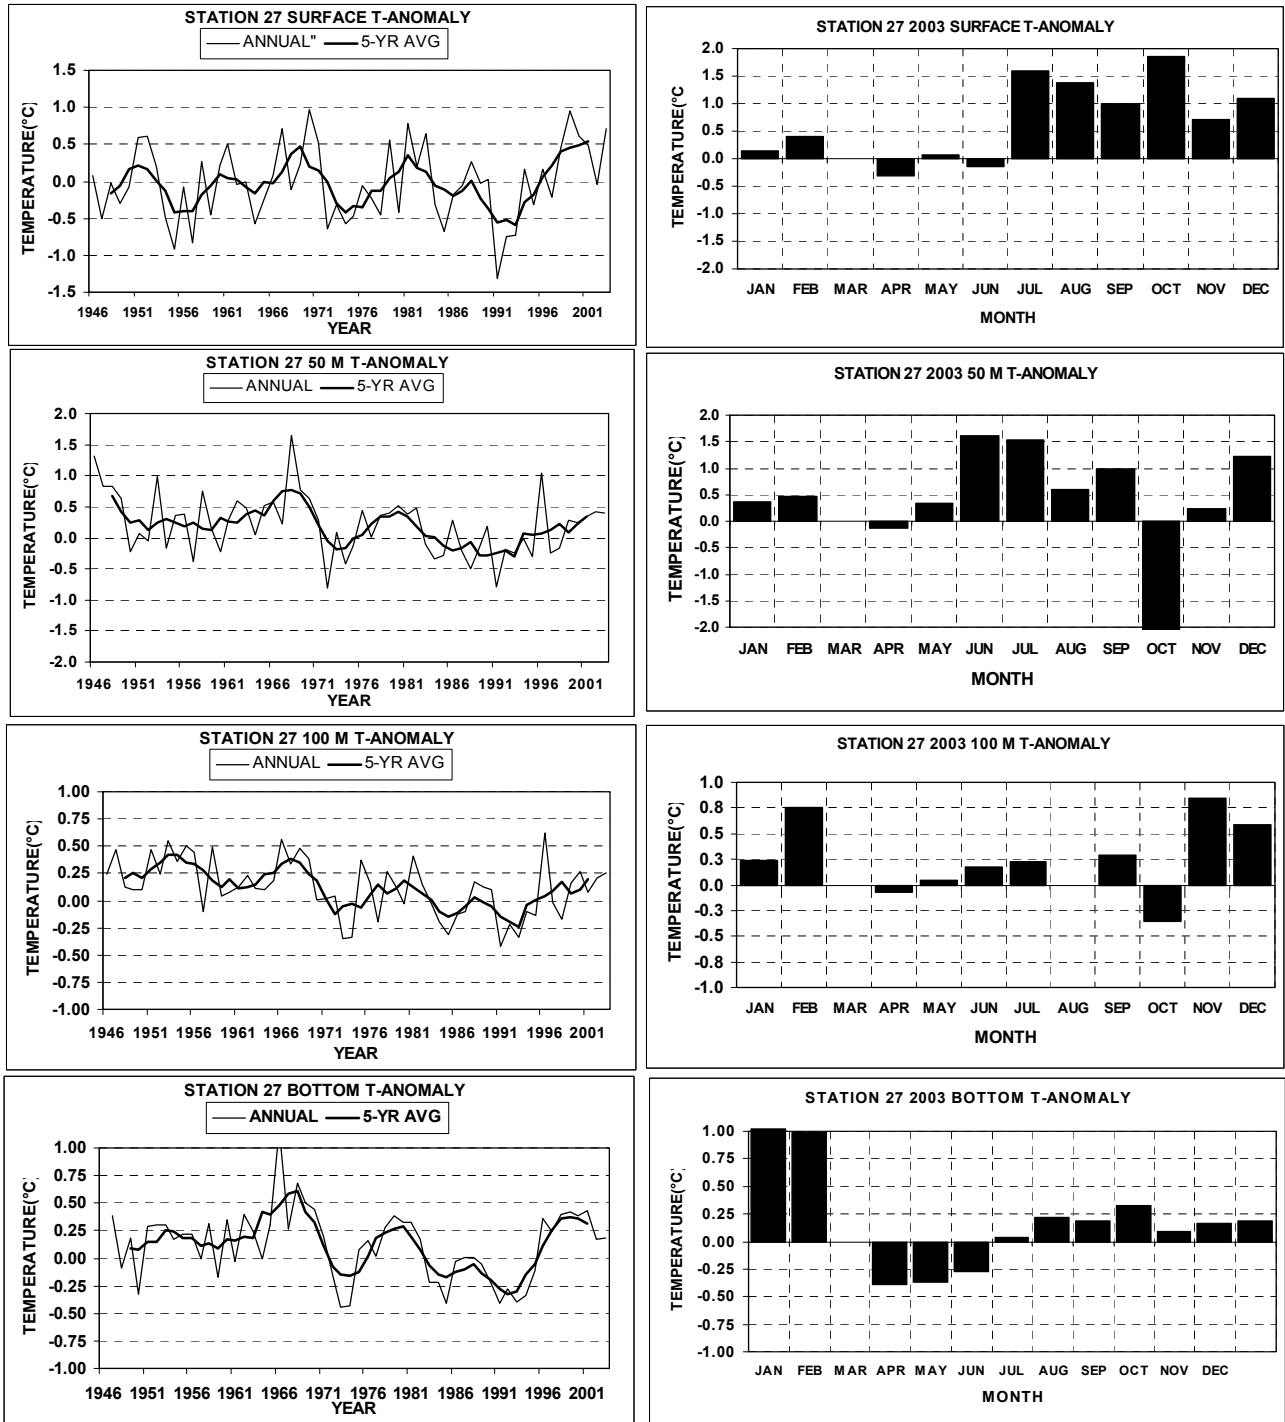 STATION 27 SURFACE T-ANOMALY
ANNUAL" 5-YR AVG
TEMPERATURE(°C)
1.5
1.0
0.5
0.0
-0.5
-1.0
-1.5
1946 1951 1956 1961 1966 1971 1976 1981 1986 1991 1996 2001
YEAR
STATION 27 2003 SURFACE T-ANOMALY
TEMPERATURE(°C
2.0
1.5
1.0
0.5
0.0
-0.5
-1.0
-1.5
-2.0
JAN FEB MAR APR MAY JUN JUL AUG SEP OCT NOV DEC
MONTH
STATION 27 50 M T-ANOMALY
ANNUAL 5-YR AVG
TEMPERATURE(°C)
2.0
1.5
1.0
0.5
0.0
-0.5
-1.0
-1.5
-2.0
1946 1951 1956 1961 1966 1971 1976 1981 1986 1991 1996 2001
YEAR
STATION 27 2003 50 M T-ANOMALY
TEMPERATURE(°C)
2.0
1.5
1.0
0.5
0.0
-0.5
-1.0
-1.5
-2.0
JAN FEB MAR APR MAY JUN JUL AUG SEP OCT NOV DEC
MONTH
STATION 27 100 M T-ANOMALY
ANNUAL 5-YR AVG
TEMPERATURE(°C)
1.00
0.75
0.50
0.25
0.00
-0.25
-0.50
-0.75
-1.00
1946 1951 1956 1961 1966 1971 1976 1981 1986 1991 1996 2001
YEAR
STATION 27 2003 100 M T-ANOMALY
TEMPERATURE(°C)
1.0
0.8
0.5
0.3
0.0
-0.3
-0.5
-0.8
-1.0
JAN FEB MAR APR MAY JUN JUL AUG SEP OCT NOV DEC
MONTH
STATION 27 BOTTOM T-ANOMALY
ANNUAL 5-YR AVG
TEMPERATURE(°C)
1.00
0.75
0.50
0.25
0.00
-0.25
-0.50
-0.75
-1.00
1946 1951 1956 1961 1966 1971 1976 1981 1986 1991 1996 2001
YEAR
STATION 27 2003 BOTTOM T-ANOMALY
TEMPERATURE(°C)
1.00
0.75
0.50
0.25
0.00
-0.25
-0.50
-0.75
-1.00
JAN FEB MAR APR MAY JUN JUL AUG SEP OCT NOV DEC
MONTH